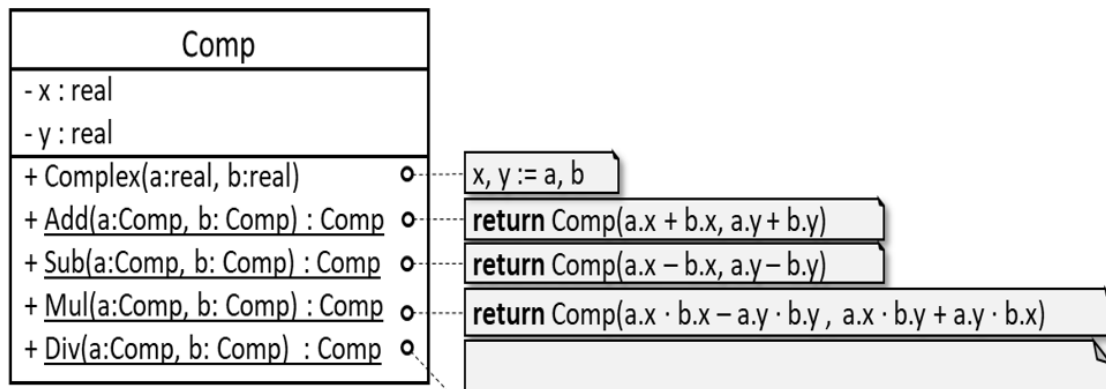 Comp
- x : real
- y : real
+ Complex(a:real, b:real)
x, y := a, b
+ Add(a:Comp, b: Comp) : Comp
return Comp(a.x + b.x, a.y + b.y)
+ Sub(a:Comp, b: Comp) : Comp
return Comp(a.x – b.x, a.y – b.y)
+ Mul(a:Comp, b: Comp) : Comp
return Comp(a.x · b.x – a.y · b.y , a.x · b.y + a.y · b.x)
+ Div(a:Comp, b: Comp) : Comp